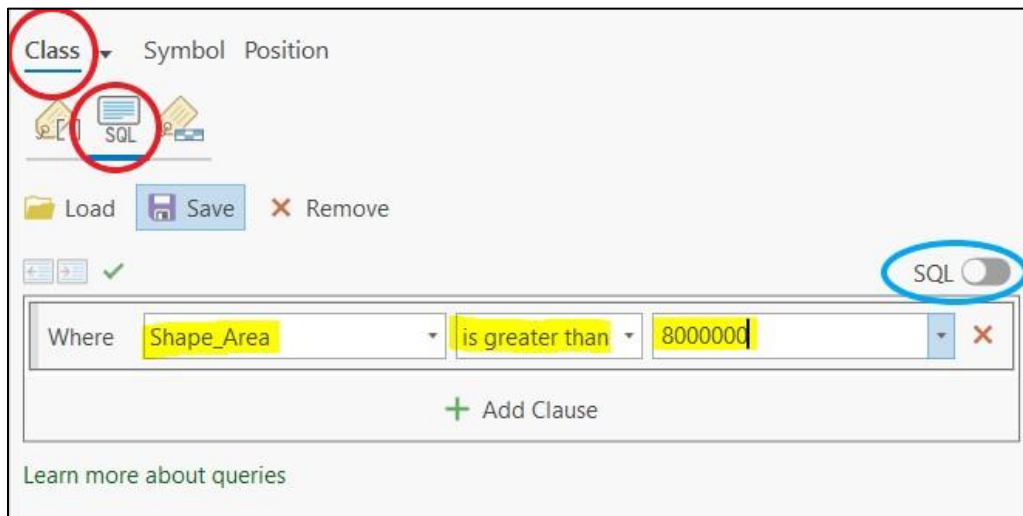 Class Symbol Position
SQL
Load Save Remove
SQL
Where Shape_Area is greater than 8000000
Add Clause
Learn more about queries